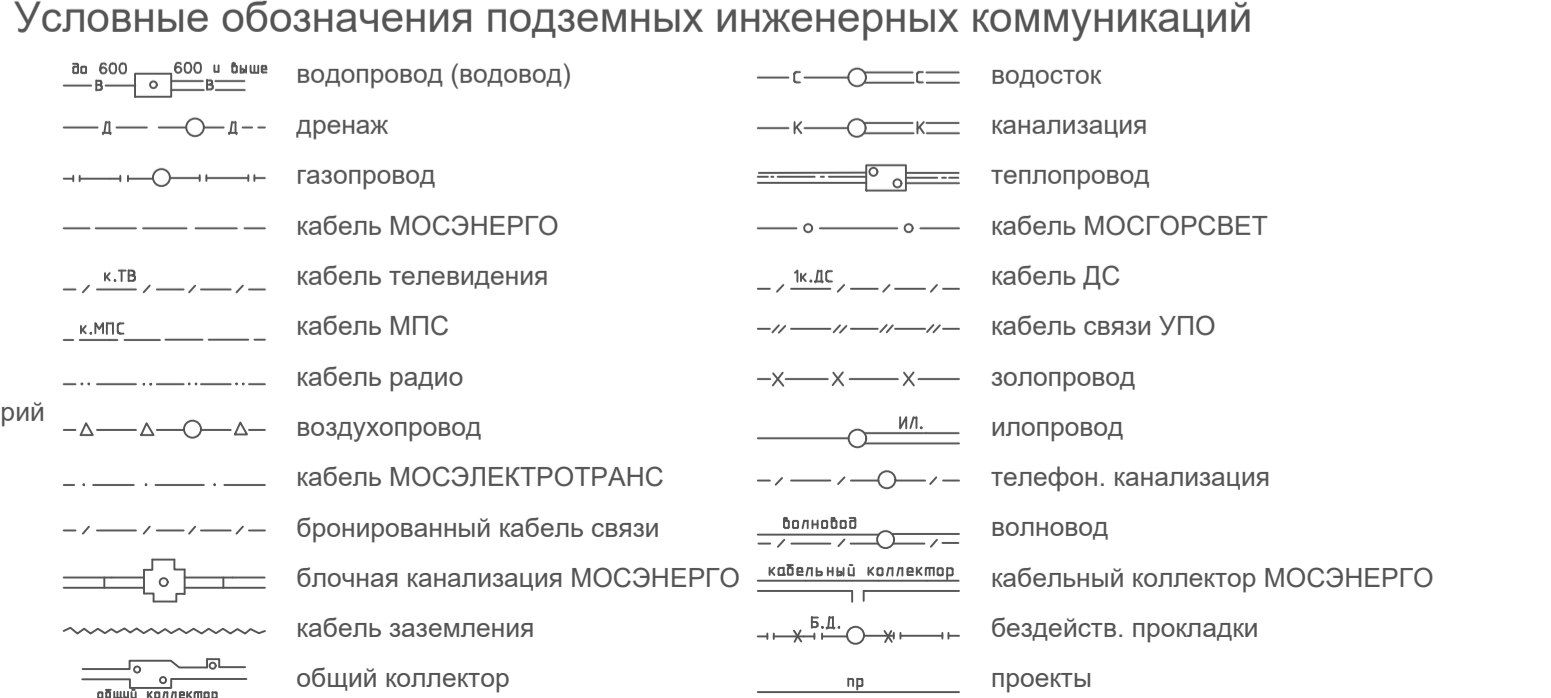 Условные обозначения подземных инженерных коммуникаций
до 600 600 и выше
В В водопровод (водовод) С С водосток
Д Д дренаж К К канализация
газопровод теплопровод
кабель МОСЭНЕРГО кабель МОСГОРСВЕТ
к.ТВ кабель телевидения 1к.ДС кабель ДС
к.МПС кабель МПС кабель связи УПО
кабель радио золопровод
рий
воздухопровод ИЛ. илопровод
кабель МОСЭЛЕКТРОТРАНС телефон. канализация
бронированный кабель связи волновод волновод
блочная канализация МОСЭНЕРГО кабельный коллектор кабельный коллектор МОСЭНЕРГО
кабель заземления Б.Д. бездейств. прокладки
общий коллектор общий коллектор пр проекты